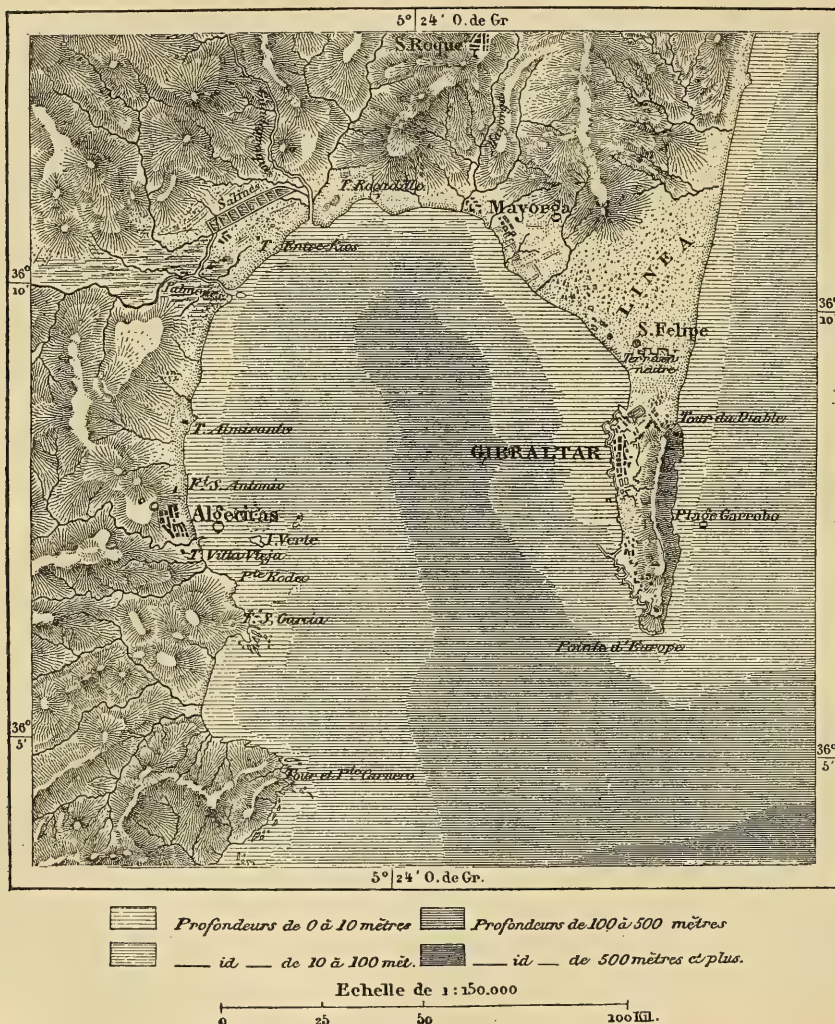 5° 24' O. de Gr
S. Roque
Salines
T. Rocadillo
Mayorga
T. Entre-Rios
36°
10'
LINEA
36°
10'
S. Felipe
Terrain
neutre
T. Almirante
Tour du Diable
GIBRALTAR
Ft. S. Antonio
Algeciras
Plage Garrobo
I. Verte
T. Villa Vieja
Pte Rodeo
Ft. S. Garcia
Pointe d'Europe
36°
5'
36°
5'
Tour et Pte Carnero
5° 24' O. de Gr.
Profondeurs de 0 à 10 mètres Profondeurs de 100 à 500 mètres
— id — de 10 à 100 mèt. — id — de 500 mètres et plus.
Echelle de 1:150.000
0 25 50 100 Kil.